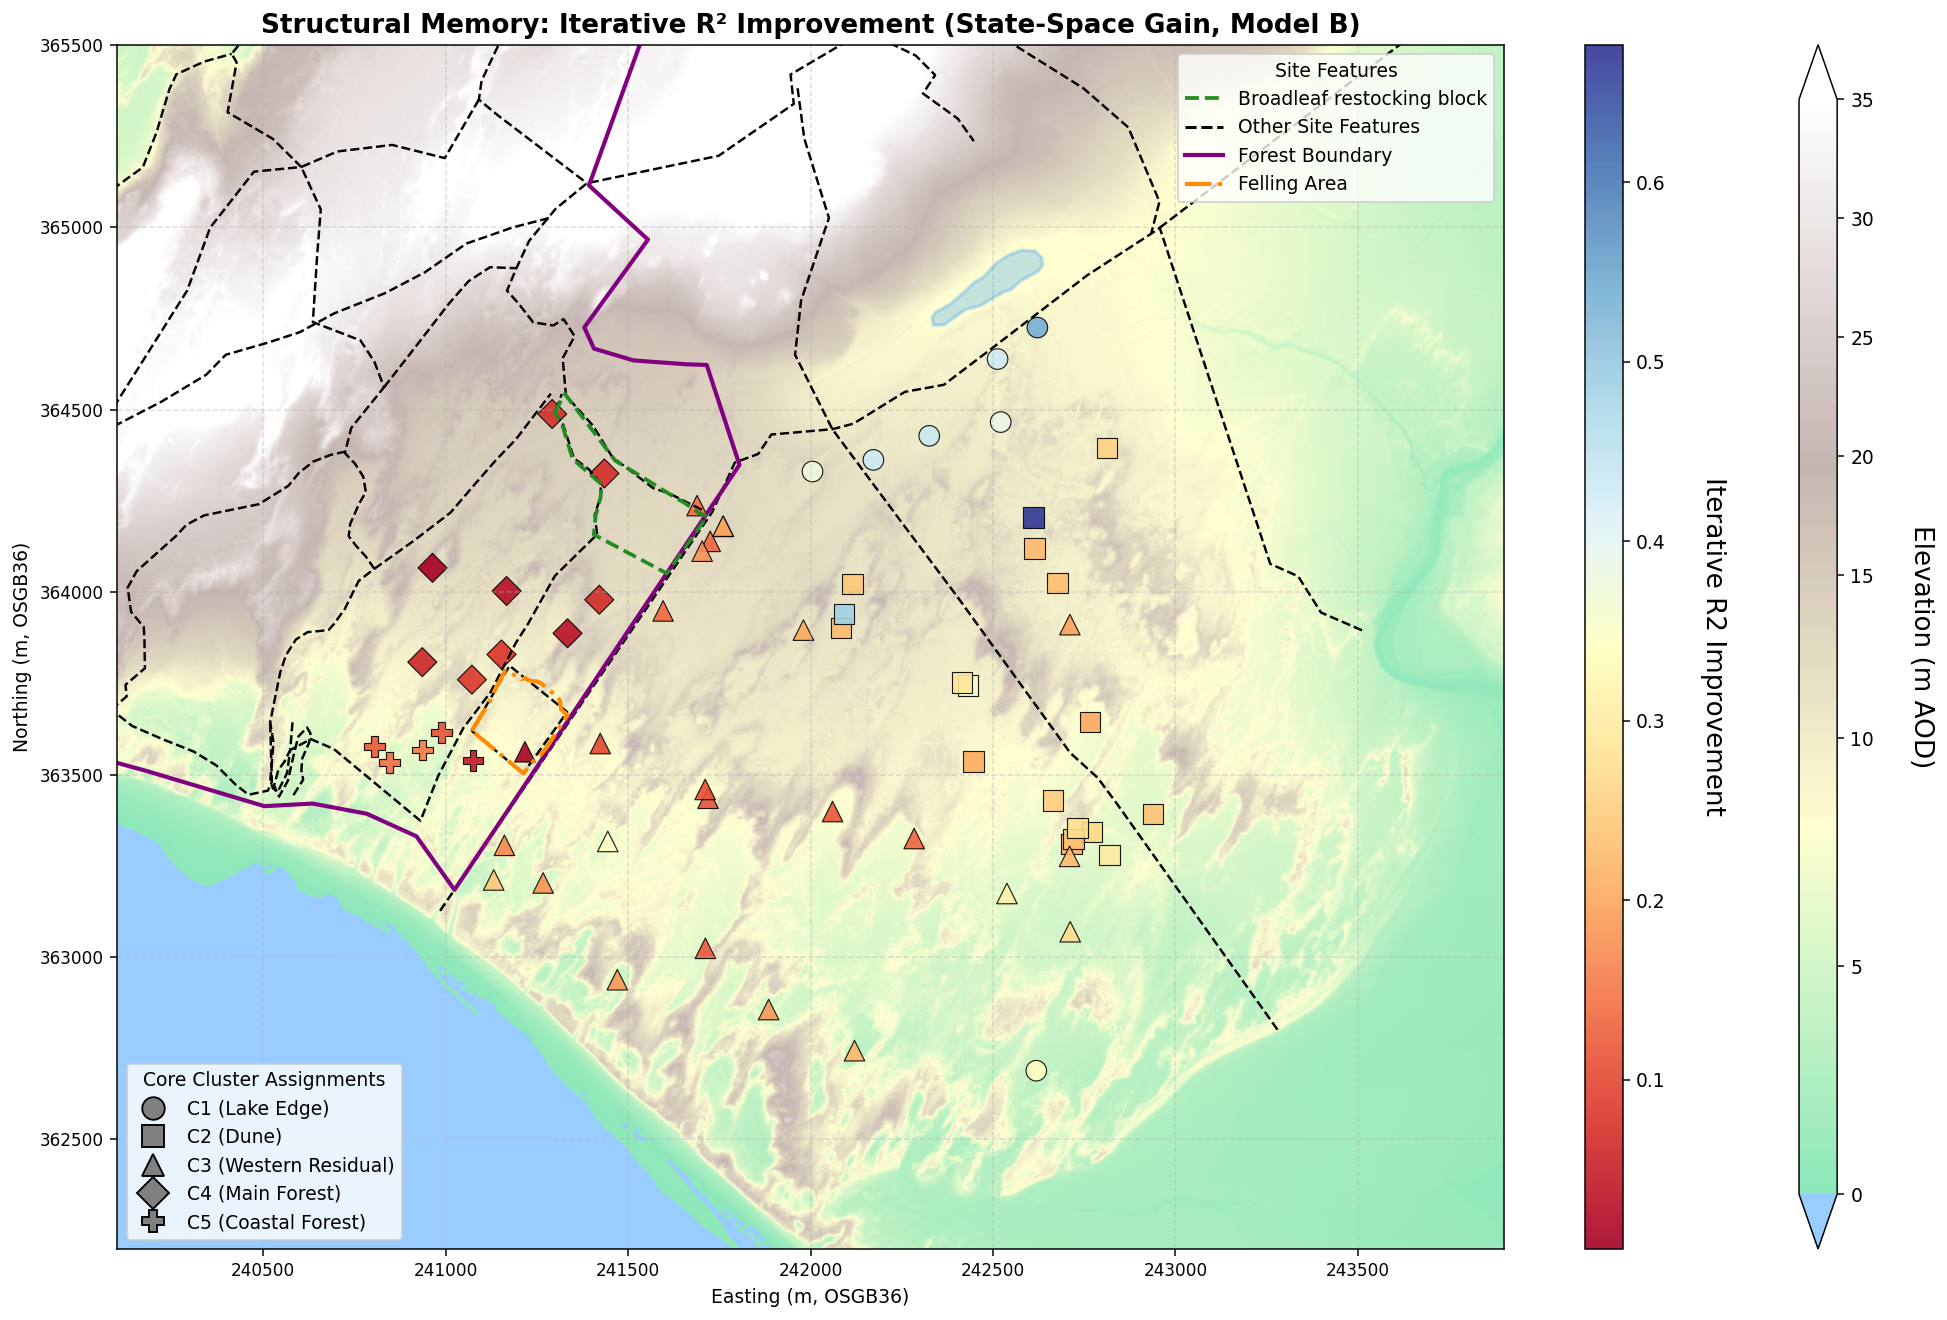 Structural Memory: Iterative R² Improvement (State-Space Gain, Model B)
Northing (m, OSGB36)
365500
365000
364500
364000
363500
363000
362500
Site Features
Broadleaf restocking block
Other Site Features
Forest Boundary
Felling Area
Core Cluster Assignments
C1 (Lake Edge)
C2 (Dune)
C3 (Western Residual)
C4 (Main Forest)
C5 (Coastal Forest)
240500 241000 241500 242000 242500 243000 243500
Easting (m, OSGB36)
0.6
0.5
0.4
0.3
0.2
0.1
Iterative R2 Improvement
35
30
25
20
15
10
5
0
Elevation (m AOD)